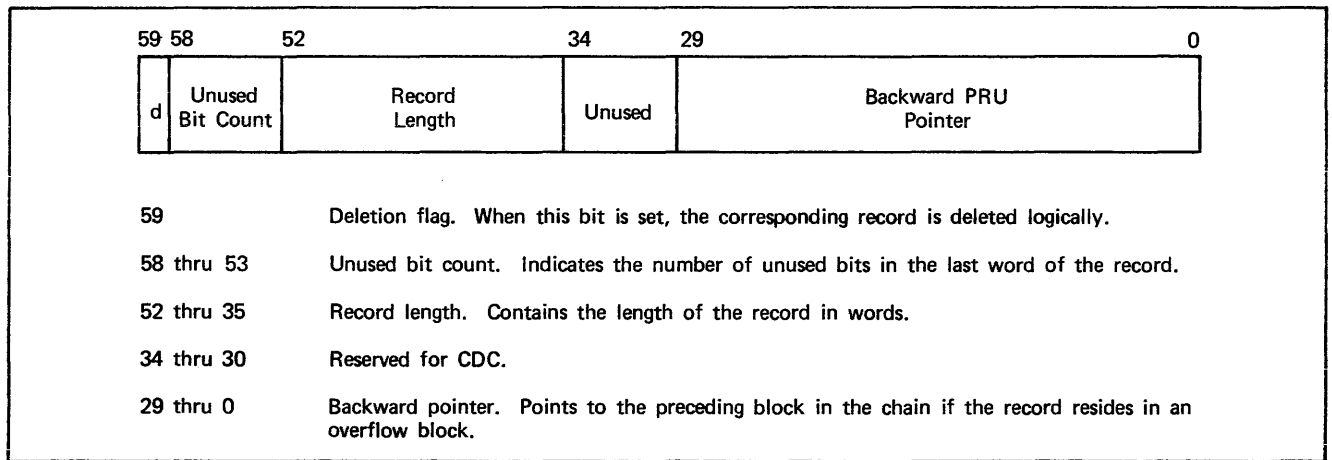 59 58 52 34 29 0
d Unused Bit Count Record Length Unused Backward PRU Pointer
59 Deletion flag. When this bit is set, the corresponding record is deleted logically.
58 thru 53 Unused bit count. Indicates the number of unused bits in the last word of the record.
52 thru 35 Record length. Contains the length of the record in words.
34 thru 30 Reserved for CDC.
29 thru 0 Backward pointer. Points to the preceding block in the chain if the record resides in an
overflow block.